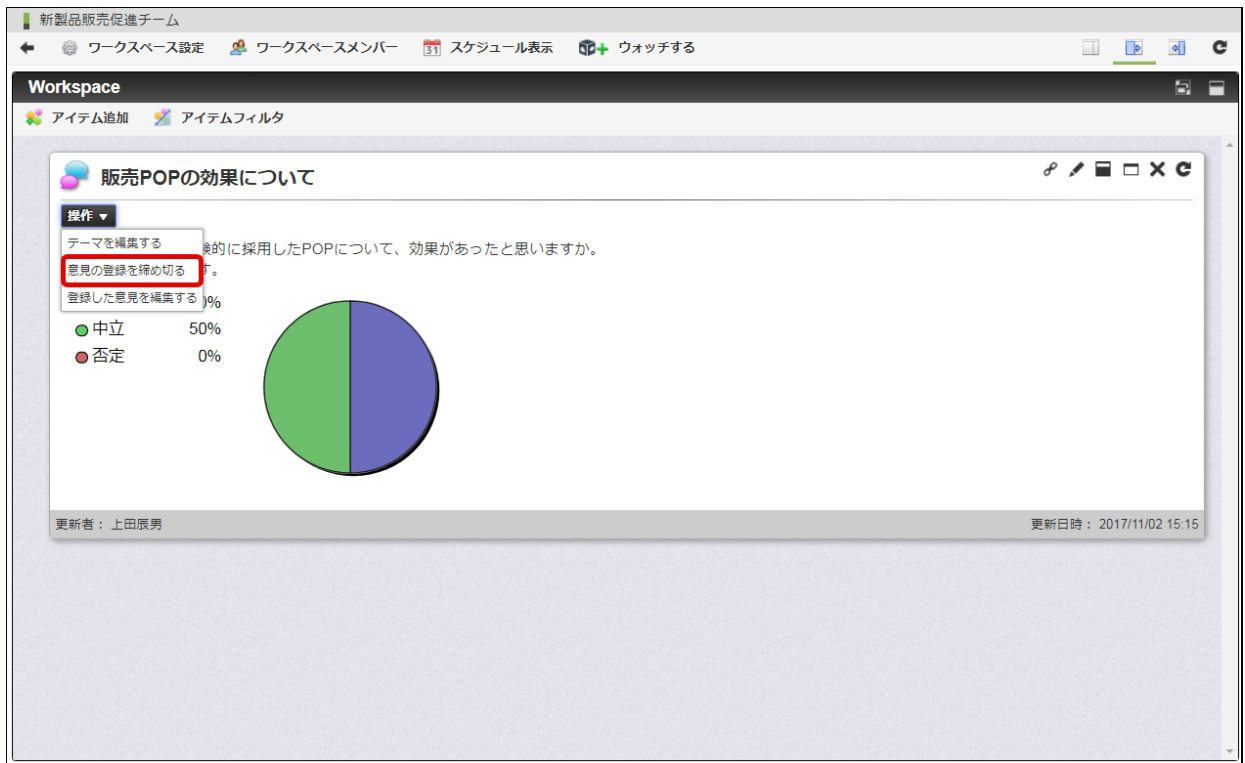 新製品販売促進チーム
ワークスペース設定 ワークスペースメンバー 31 スケジュール表示 ウォッチする
Workspace
アイテム追加 アイテムフィルタ
販売POPの効果について
操作 ▼
テーマを編集する
的に採用したPOPについて、効果があったと思いますか。
意見の登録を締め切る
す。
登録した意見を編集する
0%
中立 50%
否定 0%
更新者： 上田辰男 更新日時： 2017/11/02 15:15